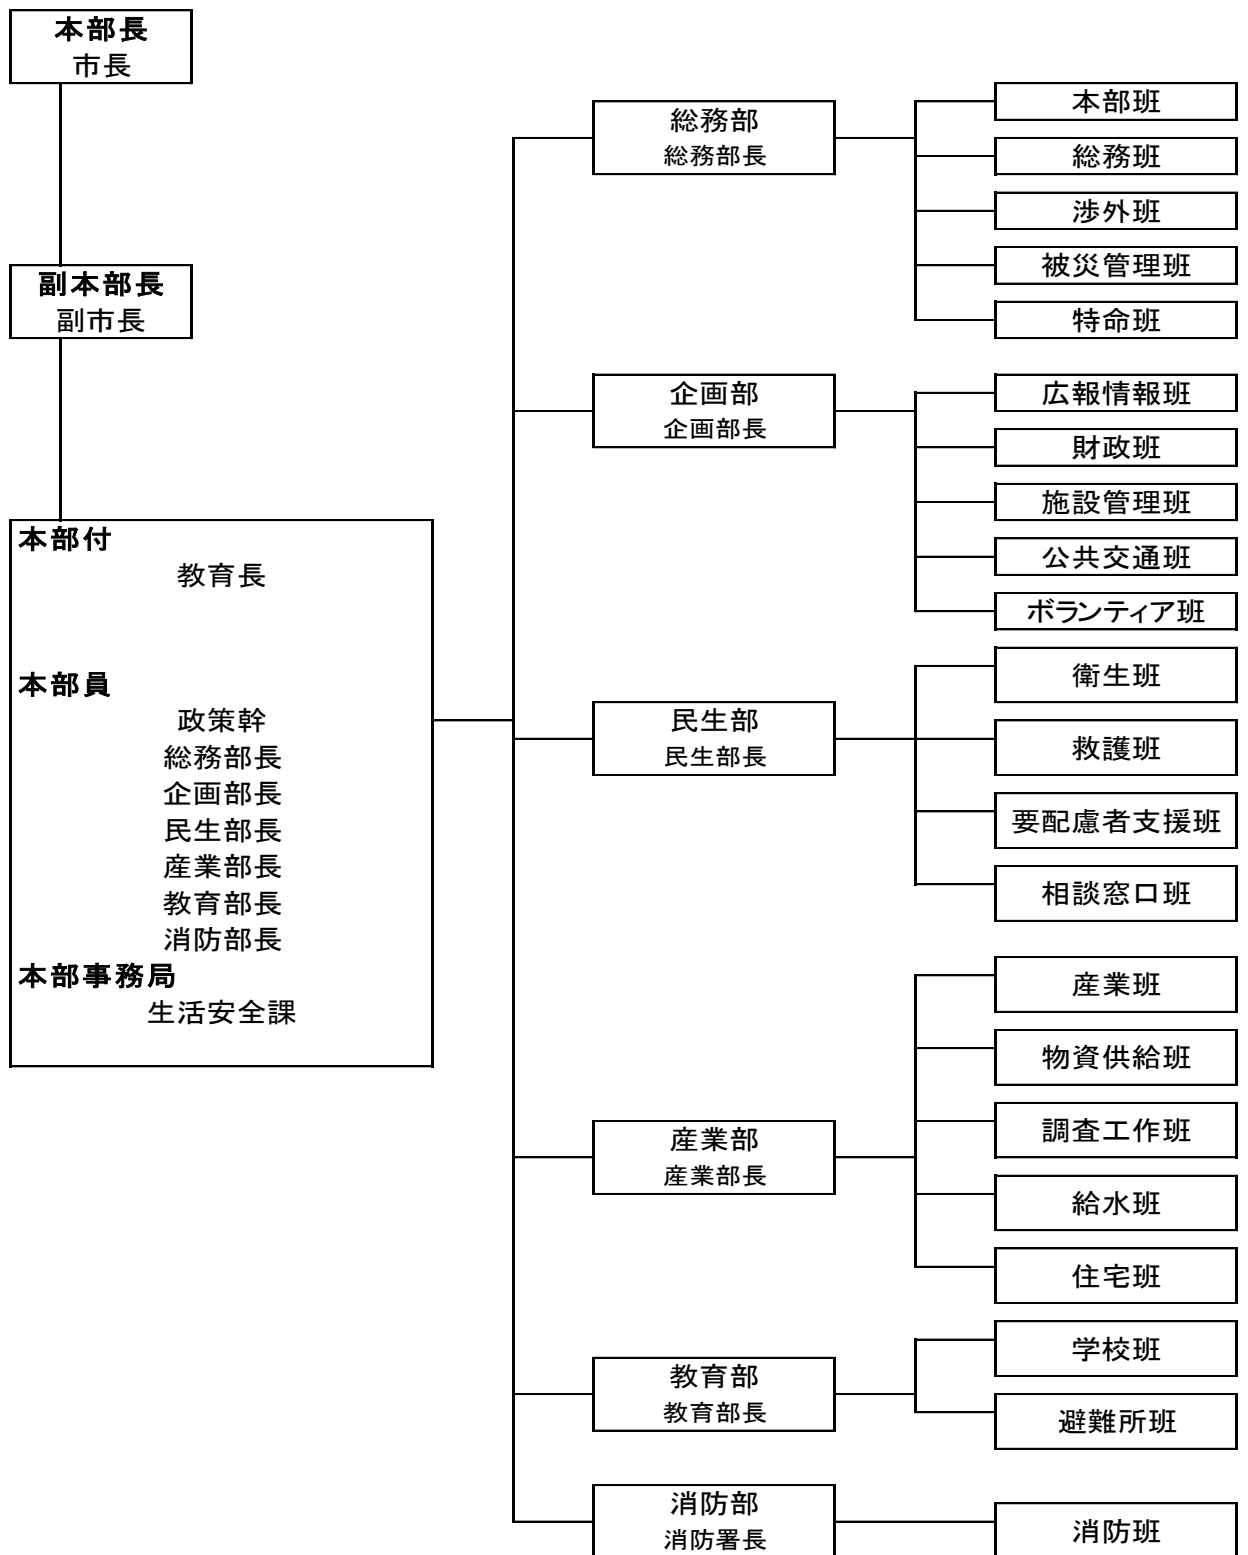 本部長
市長
副本部長
副市長
本部付
教育長
本部員
政策幹
総務部長
企画部長
民生部長
産業部長
教育部長
消防部長
本部事務局
生活安全課
総務部
総務部長
本部班
総務班
渉外班
被災管理班
特命班
企画部
企画部長
広報情報班
財政班
施設管理班
公共交通班
ボランティア班
民生部
民生部長
衛生班
救護班
要配慮者支援班
相談窓口班
産業部
産業部長
産業班
物資供給班
調査工作班
給水班
住宅班
教育部
教育部長
学校班
避難所班
消防部
消防署長
消防班